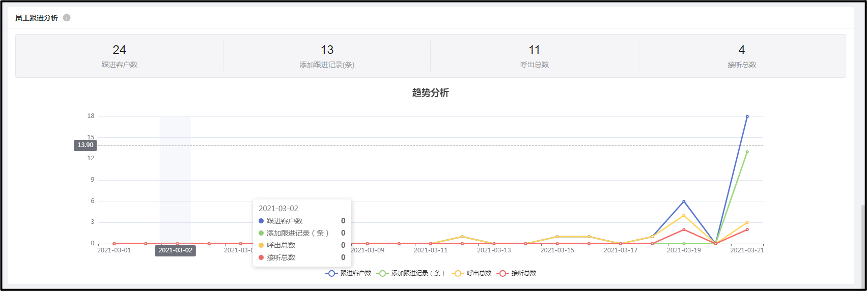 员工跟进分析
24 13 11 4
跟进客户数 添加跟进记录(条) 呼出总数 接听总数
趋势分析
18
15
13.90
12
9
6
3
0
2021-03-02
跟进客户数 0
添加跟进记录（条） 0
呼出总数 0
接听总数 0
2021-03-01 2021-03-02 2021-03-09 2021-03-11 2021-03-13 2021-03-15 2021-03-17 2021-03-19 2021-03-21
跟进客户数 添加跟进记录（条） 呼出总数 接听总数